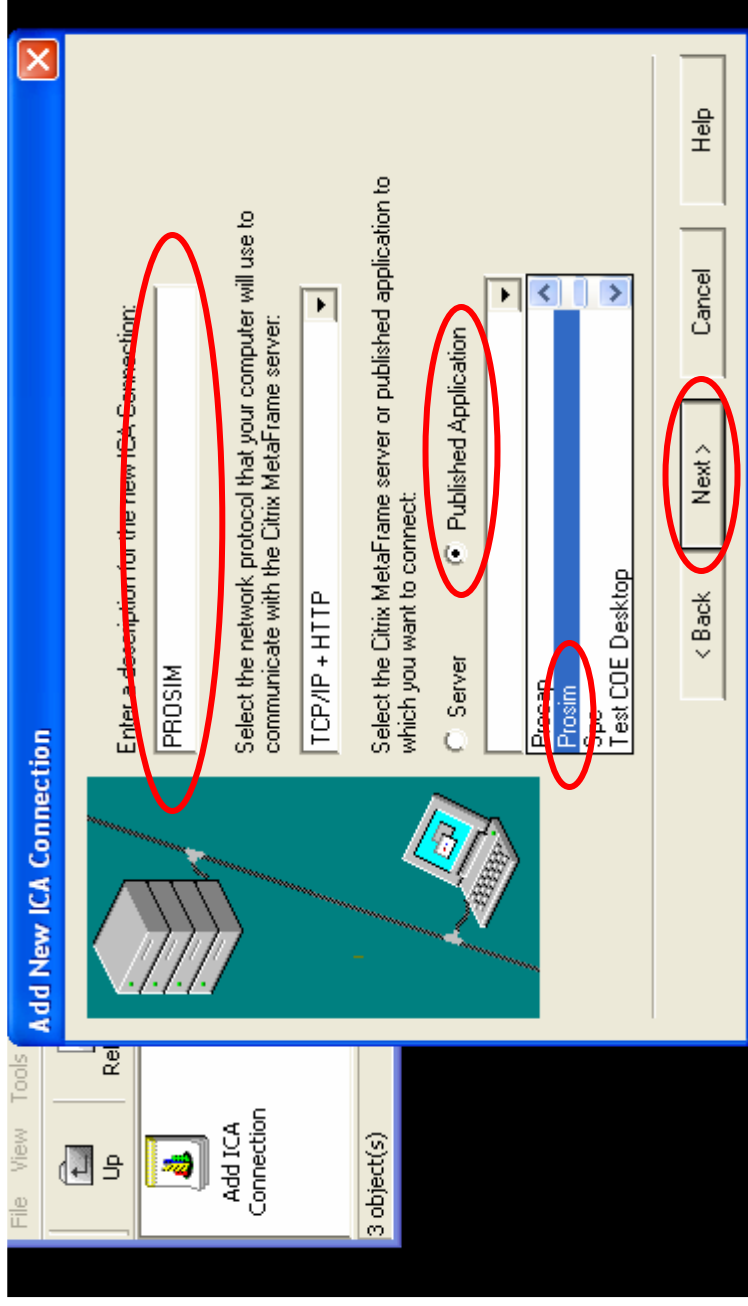 File View Tools
Up
Re
Add ICA
Connection
3 object(s)
Add New ICA Connection
Enter a description for the new ICA Connection:
PROSIM
Select the network protocol that your computer will use to
communicate with the Citrix MetaFrame server:
TCP/IP + HTTP
Select the Citrix MetaFrame server or published application to
which you want to connect:
Server Published Application
Prosim
Test COE Desktop
< Back Next > Cancel Help